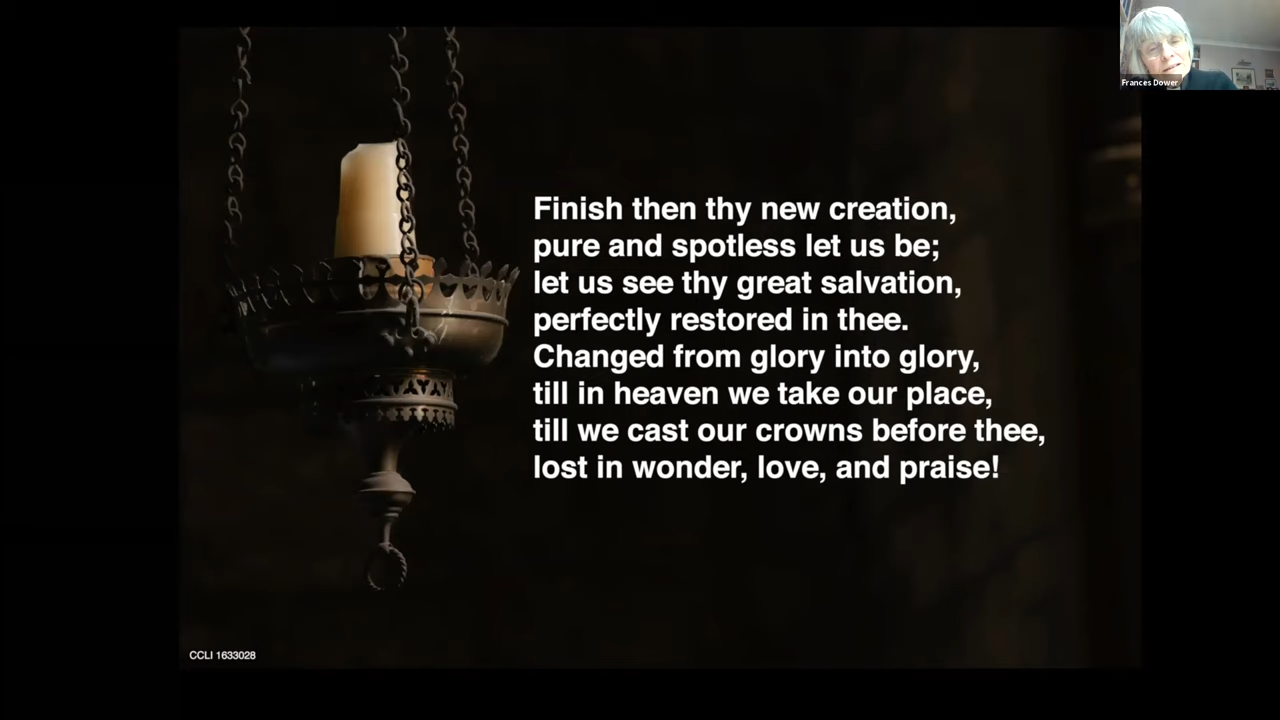 Frances Dower
Finish then thy new creation,
pure and spotless let us be;
let us see thy great salvation,
perfectly restored in thee.
Changed from glory into glory,
till in heaven we take our place,
till we cast our crowns before thee,
lost in wonder, love, and praise!
CCLI 1633028